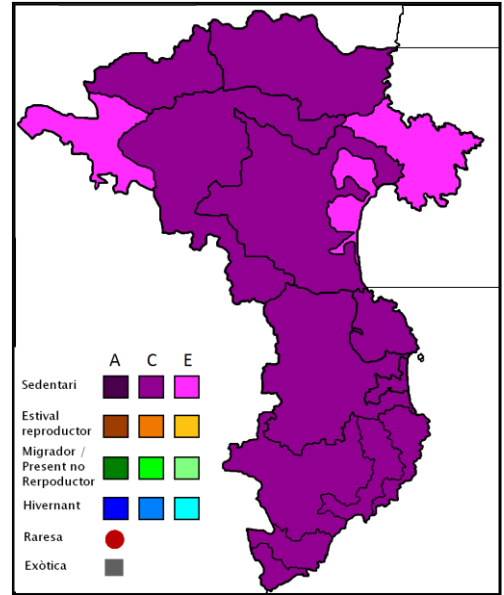 A C E
Sedentari
Estival
reproductor
Migrador /
Present no
Rerpoductor
Hivernant
Raresa
Exòtica